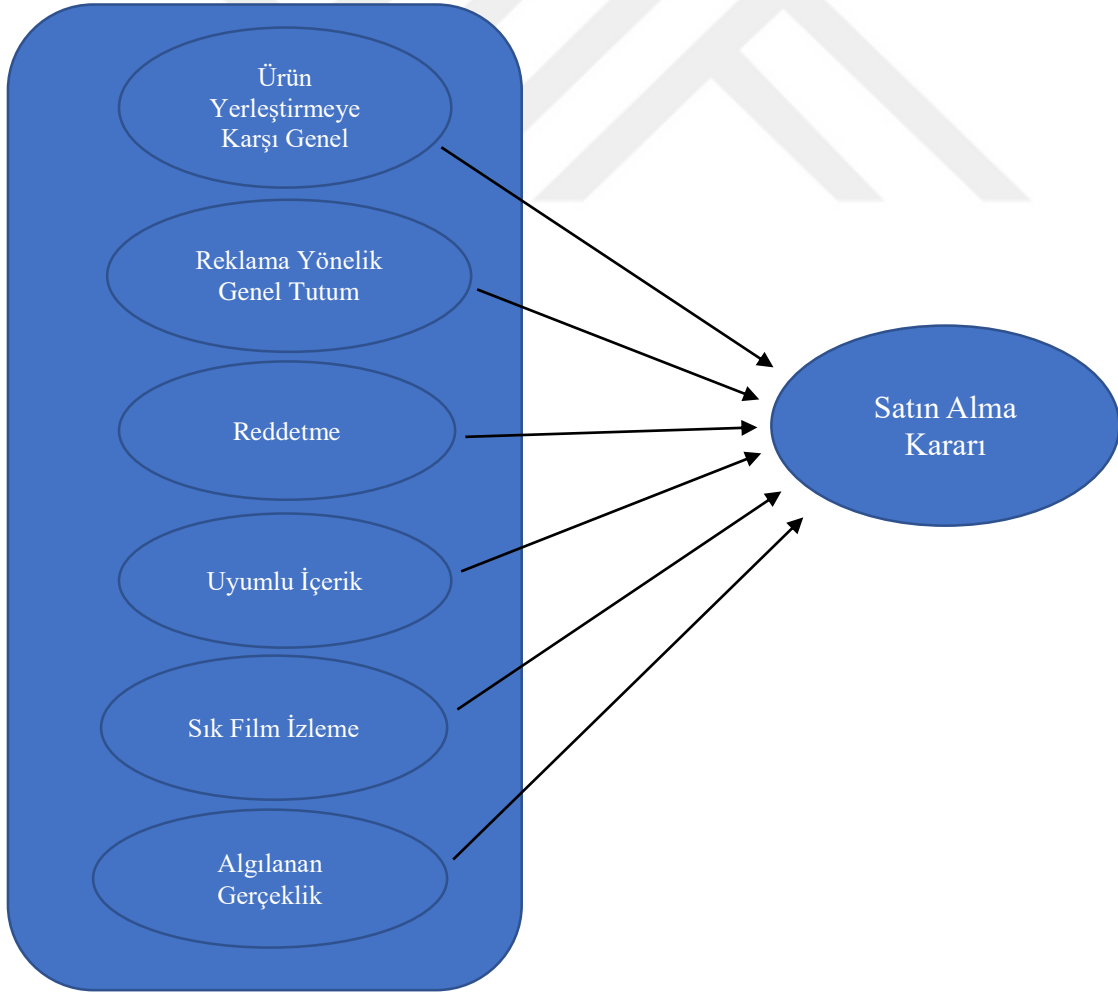 Ürün
Yerleştirmeye
Karşı Genel
Reklama Yönelik
Genel Tutum
Reddetme
Uyumlu İçerik
Sık Film İzleme
Algılanan
Gerçeklik
Satın Alma
Kararı